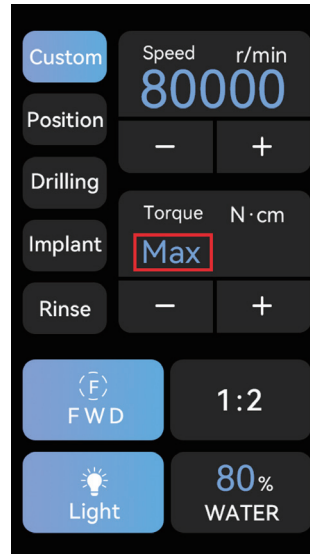 Custom
Position
Drilling
Implant
Rinse
Speed r/min
80000
− +
Torque N·cm
Max
− +
(F)
FWD
1:2
Light
80%
WATER